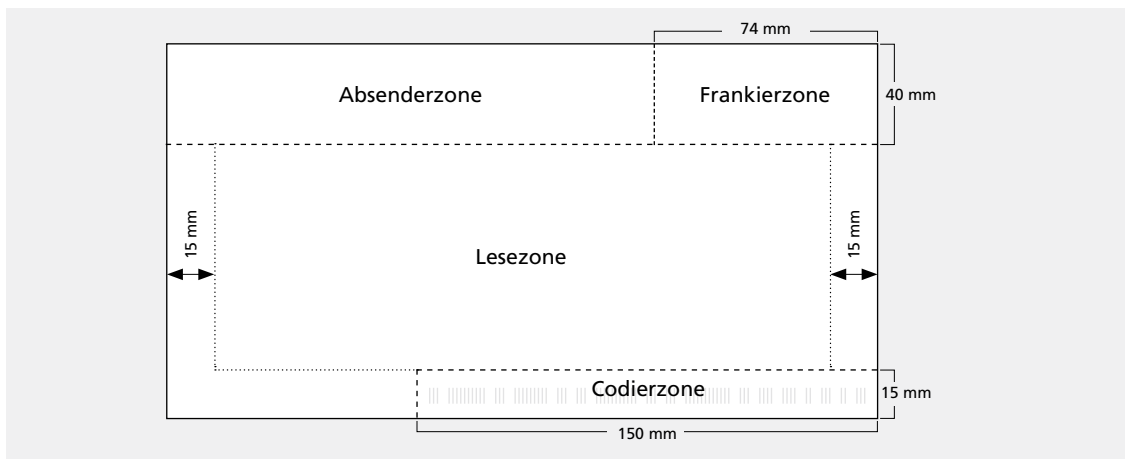 74 mm
Absenderzone
Frankierzone
40 mm
15 mm
15 mm
Lesezone
Codierzone
15 mm
150 mm